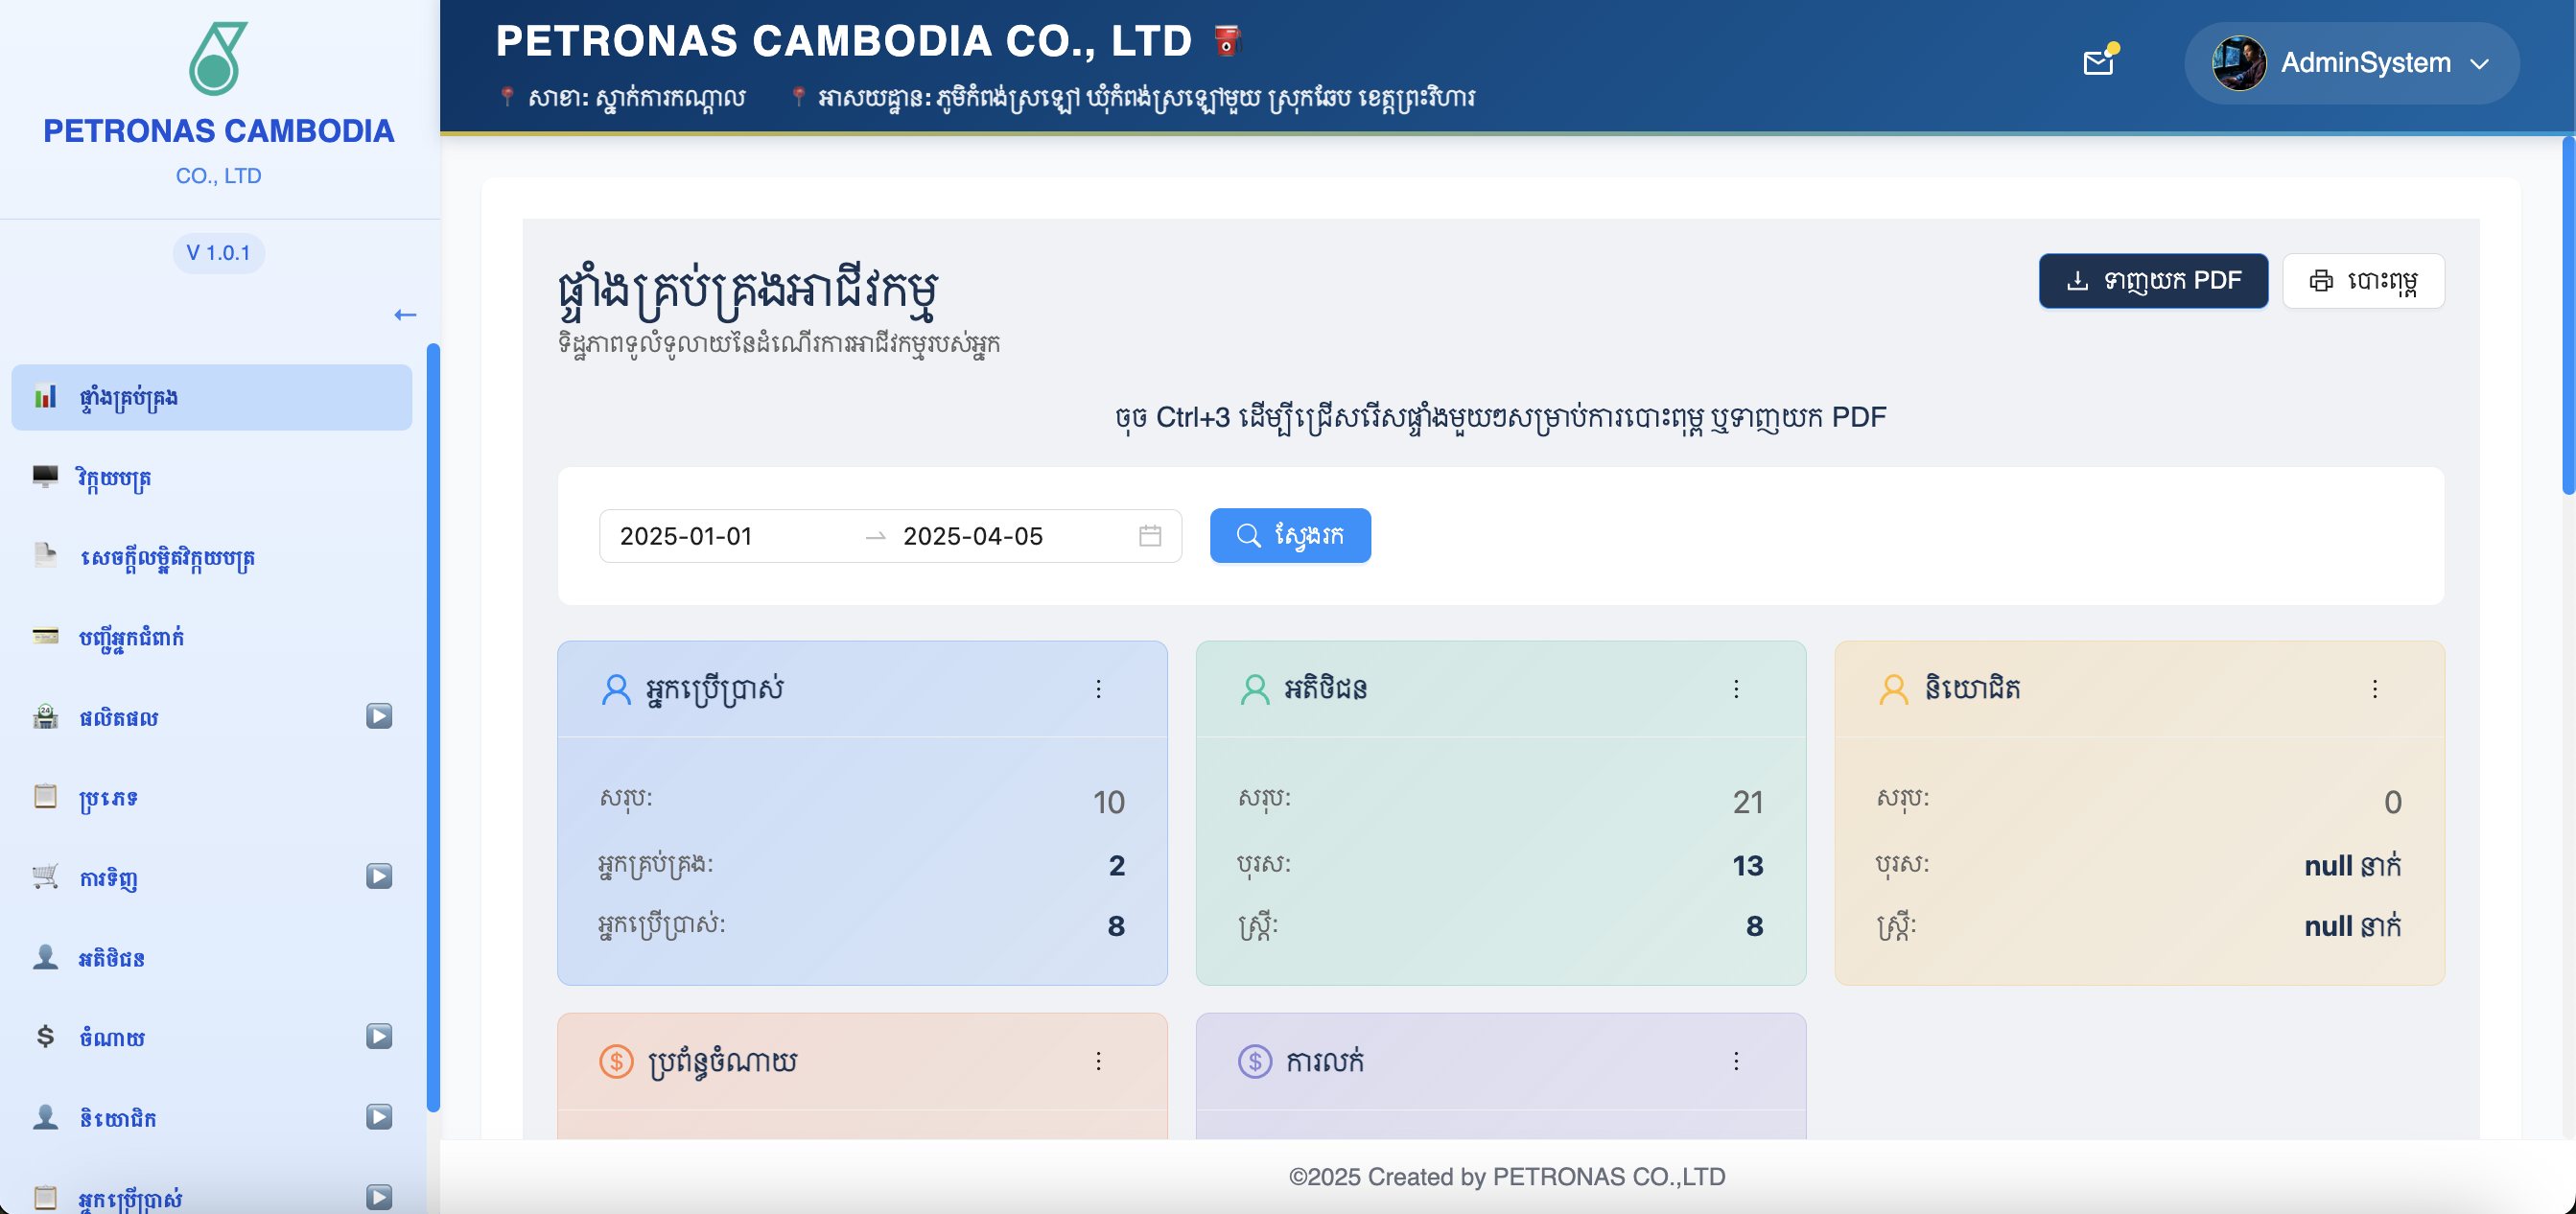 PETRONAS CAMBODIA
CO., LTD
V 1.0.1
ផ្ទាំងគ្រប់គ្រង
វិក្កយបត្រ
សេចក្ដីលម្អិតវិក្កយបត្រ
បញ្ជីអ្នកជំពាក់
ផលិតផល
ប្រភេទ
ការទិញ
អតិថិជន
ចំណាយ
និយោជិក
អ្នកប្រើប្រាស់
PETRONAS CAMBODIA CO., LTD
សាខា: ស្នាក់ការកណ្តាល
អាសយដ្ឋាន: ភូមិកំពង់ស្រឡៅ ឃុំកំពង់ស្រឡៅមួយ ស្រុកឆែប ខេត្តព្រះវិហារ
AdminSystem
ផ្ទាំងគ្រប់គ្រងអាជីវកម្ម
ទិដ្ឋភាពទូលំទូលាយនៃដំណើរការអាជីវកម្មរបស់អ្នក
ទាញយក PDF
បោះពុម្ព
ចុច Ctrl+3 ដើម្បីជ្រើសរើសផ្ទាំងមួយៗសម្រាប់ការបោះពុម្ព ឬទាញយក PDF
2025-01-01 → 2025-04-05
ស្វែងរក
អ្នកប្រើប្រាស់
សរុប: 10
អ្នកគ្រប់គ្រង: 2
អ្នកប្រើប្រាស់: 8
អតិថិជន
សរុប: 21
បុរស: 13
ស្ត្រី: 8
និយោជិត
សរុប: 0
បុរស: null នាក់
ស្ត្រី: null នាក់
ប្រព័ន្ធចំណាយ
ការលក់
©2025 Created by PETRONAS CO.,LTD